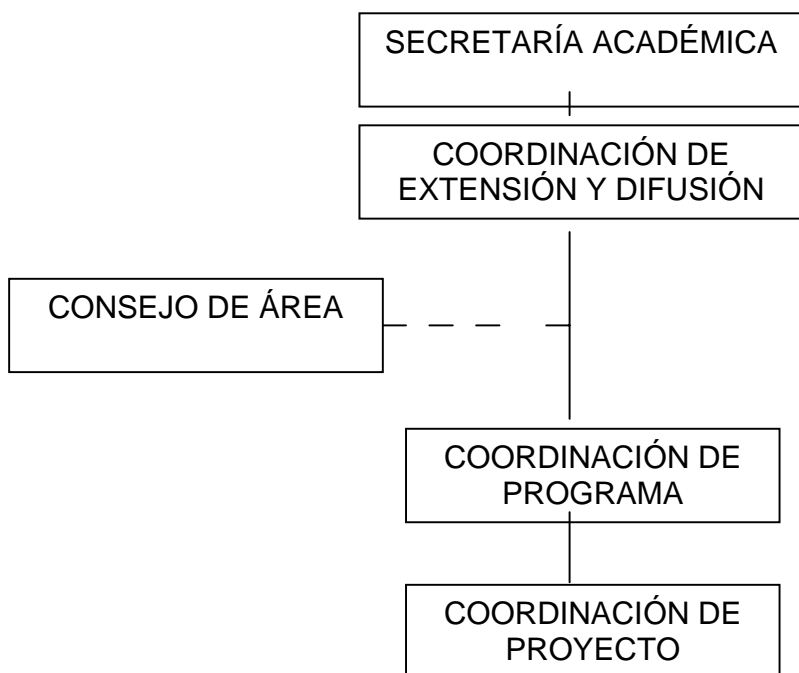 SECRETARÍA ACADÉMICA
COORDINACIÓN DE
EXTENSIÓN Y DIFUSIÓN
CONSEJO DE ÁREA
COORDINACIÓN DE
PROGRAMA
COORDINACIÓN DE
PROYECTO